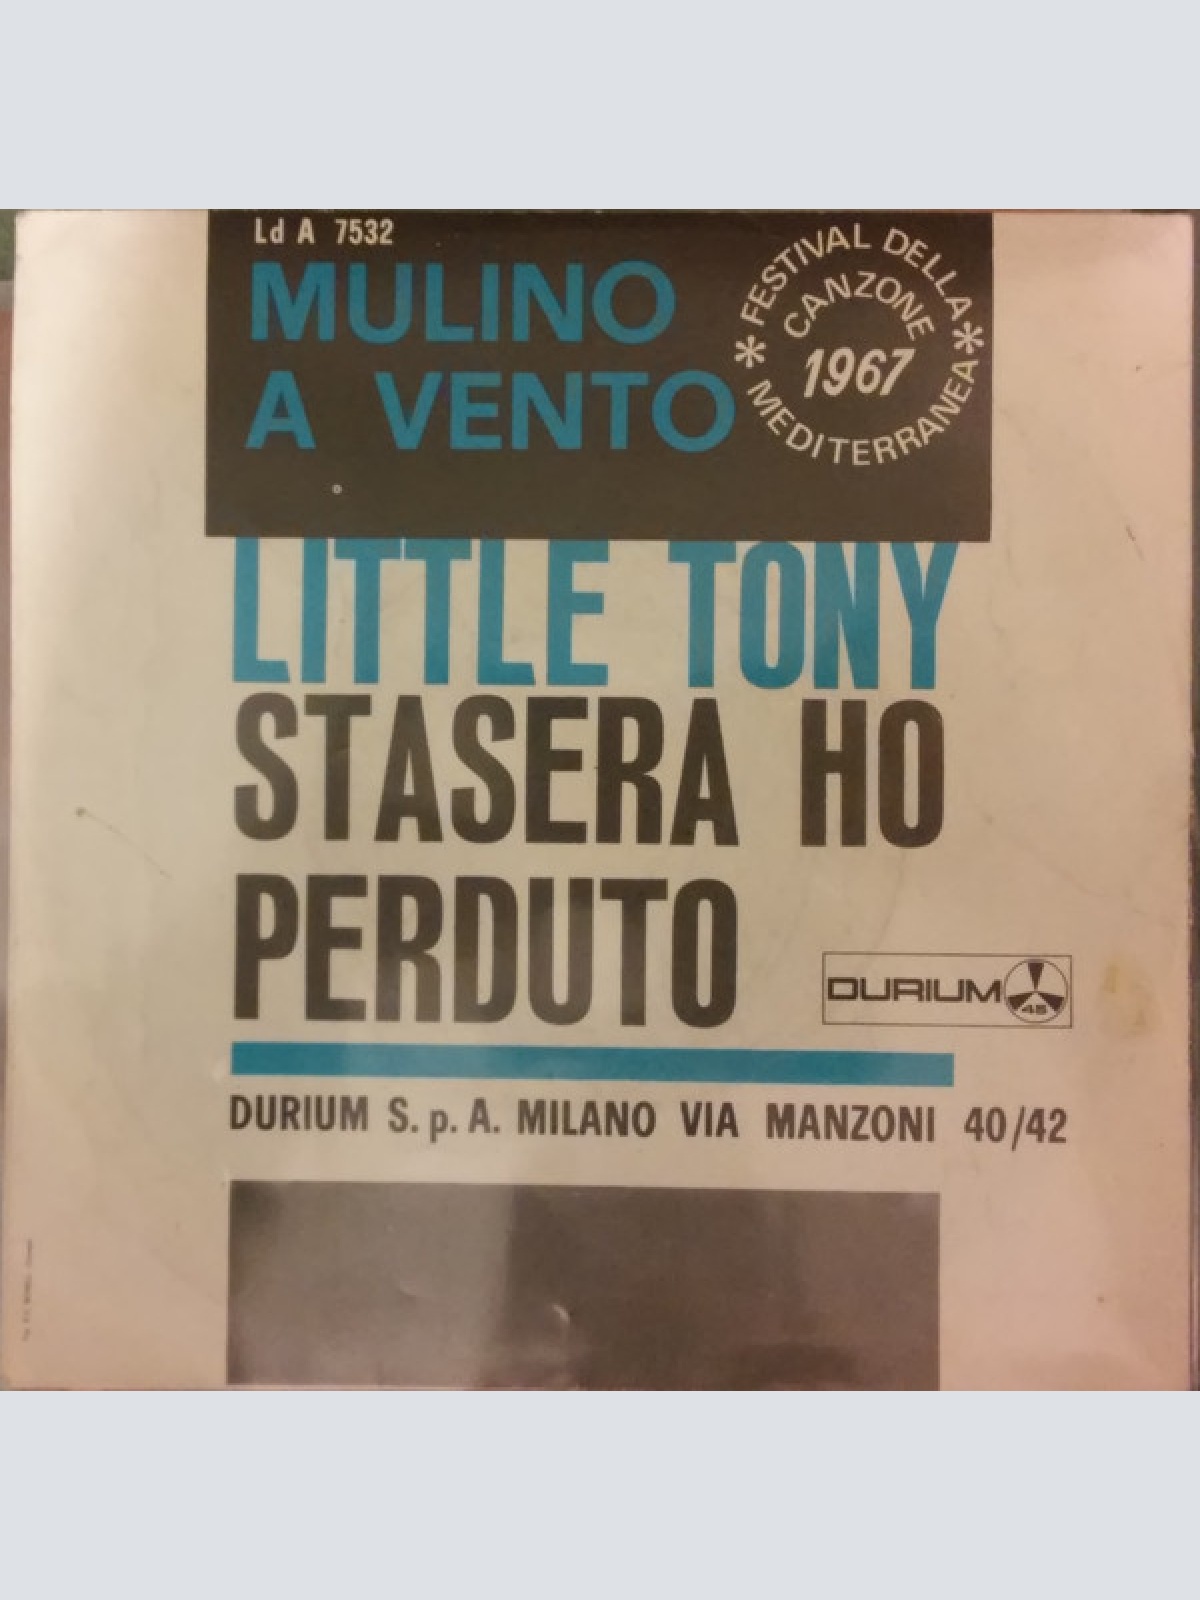 Ld A 7532
MULINO
A VENTO
* FESTIVAL DELLA *
CANZONE
1967
MEDITERRANEA
LITTLE TONY
STASERA HO
PERDUTO
DURIUM
45
DURIUM S.p.A. MILANO VIA MANZONI 40/42